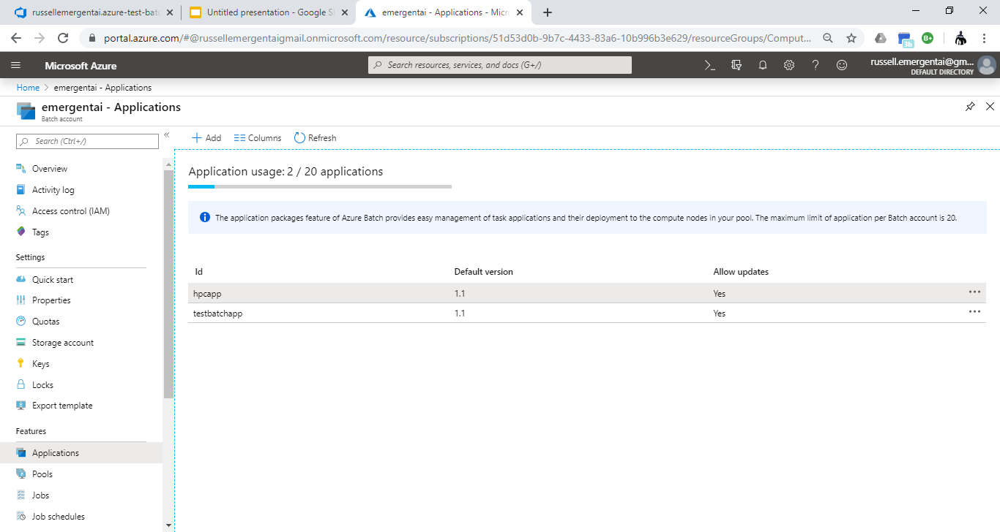 russellemergentai.azure-test-batc
Untitled presentation - Google Sl
emergentai - Applications - Micro
portal.azure.com/#@russellemergentaigmail.onmicrosoft.com/resource/subscriptions/51d53d0b-9b7c-4433-83a6-10b996b3e629/resourceGroups/Comput...
3h
B+
Microsoft Azure
Search resources, services, and docs (G+/)
russell.emergentai@gm...
DEFAULT DIRECTORY
Home > emergentai - Applications
emergentai - Applications
Batch account
Search (Ctrl+/)
Add Columns Refresh
Overview
Activity log
Access control (IAM)
Tags
Settings
Quick start
Properties
Quotas
Storage account
Keys
Locks
Export template
Features
Applications
Pools
Jobs
Job schedules
Application usage: 2 / 20 applications
The application packages feature of Azure Batch provides easy management of task applications and their deployment to the compute nodes in your pool. The maximum limit of application per Batch account is 20.
Id Default version Allow updates
hpcapp 1.1 Yes
testbatchapp 1.1 Yes